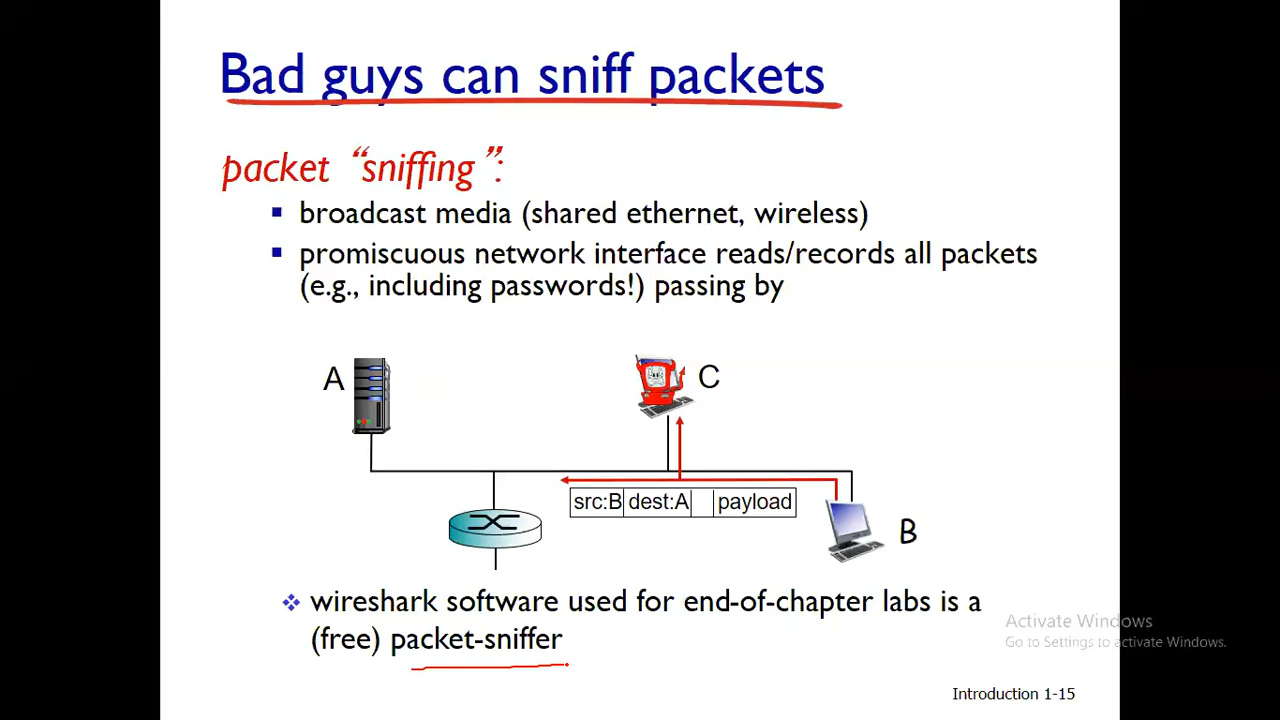 Bad guys can sniff packets
packet “sniffing”:
▪ broadcast media (shared ethernet, wireless)
▪ promiscuous network interface reads/records all packets
(e.g., including passwords!) passing by
A
C
src:B dest:A payload
B
❖ wireshark software used for end-of-chapter labs is a
(free) packet-sniffer
Activate Windows
Go to Settings to activate Windows.
Introduction 1-15